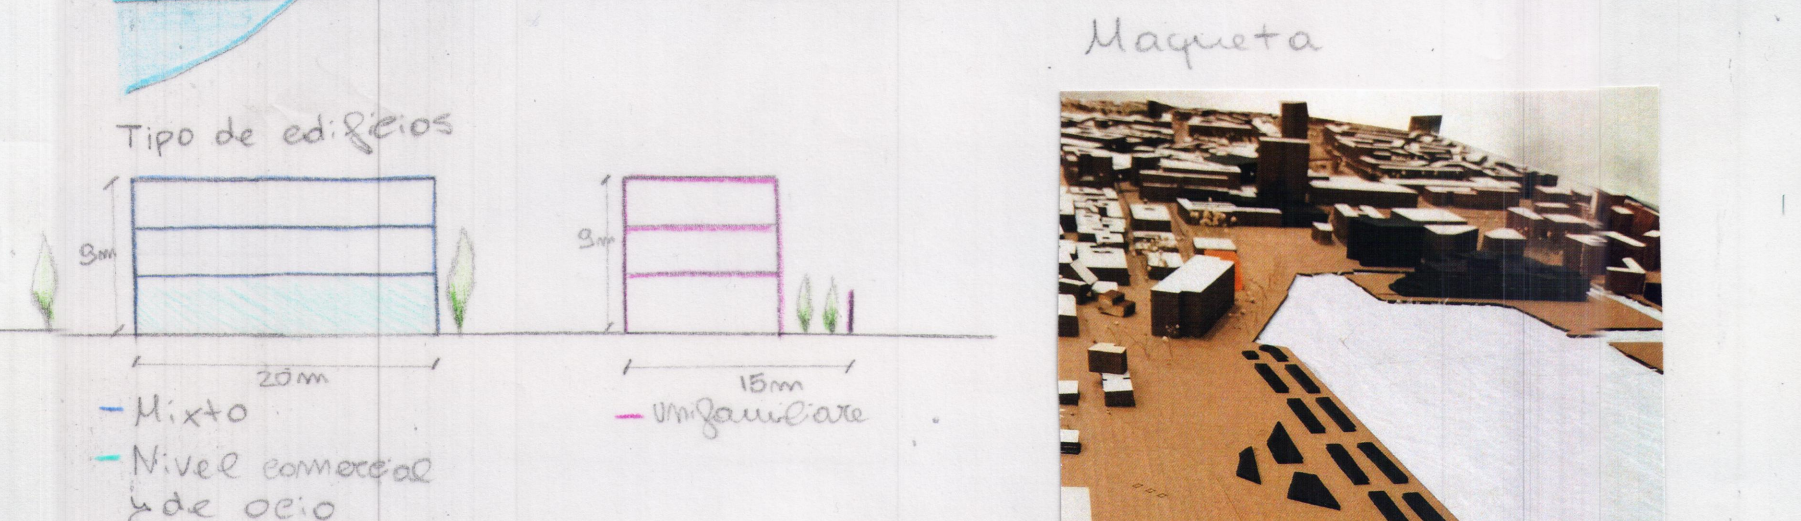 Maqueta
Tipo de edificios
9m
9m
20m
15m
Mixto
unifamiliare
Nivel comercial
y de ocio